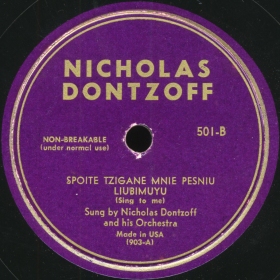 NICHOLAS
DONTZOFF
NON-BREAKABLE
(under normal use)
501-B
SPOITE TZIGANE MNIE PESNIU
LIUBIMUYU
(Sing to me)
Sung by Nicholas Dontzoff
and his Orchestra
Made in USA
(903-A)